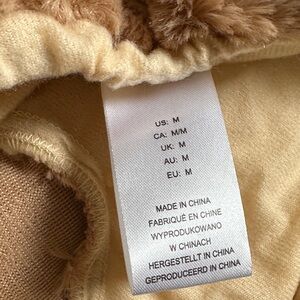 US: M
CA: M/M
UK: M
AU: M
EU: M
MADE IN CHINA
FABRIQUÉ EN CHINE
WYPRODUKOWANO
W CHINACH
HERGESTELLT IN CHINA
GEPRODUCEERD IN CHINA